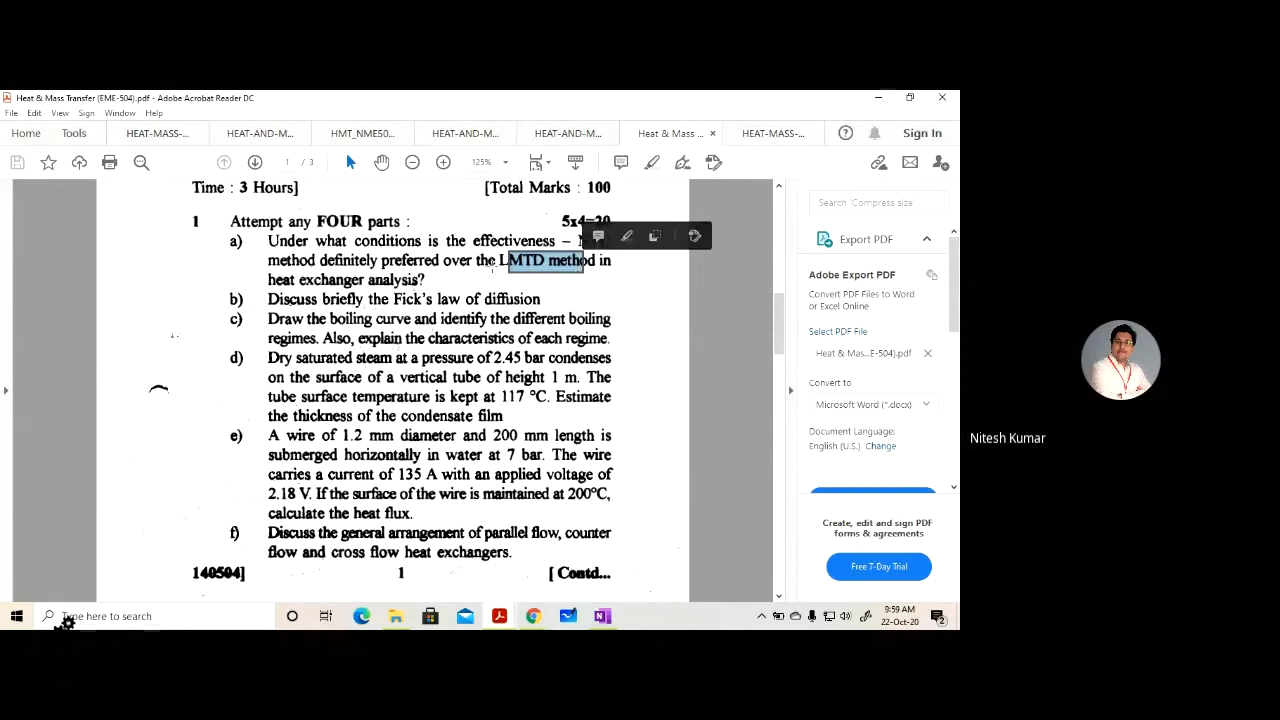 Heat & Mass Transfer (EME-504).pdf - Adobe Acrobat Reader DC
File Edit View Sign Window Help
Home Tools HEAT-MASS-... HEAT-AND-M... HMT_NME50... HEAT-AND-M... HEAT-AND-M... Heat & Mass ... × HEAT-MASS-... Sign In
1 / 3 125%
Time : 3 Hours] [Total Marks : 100
1 Attempt any FOUR parts : 5x4=20
a) Under what conditions is the effectiveness –
method definitely preferred over the LMTD method in
heat exchanger analysis?
b) Discuss briefly the Fick's law of diffusion
c) Draw the boiling curve and identify the different boiling
regimes. Also, explain the characteristics of each regime.
d) Dry saturated steam at a pressure of 2.45 bar condenses
on the surface of a vertical tube of height 1 m. The
tube surface temperature is kept at 117 °C. Estimate
the thickness of the condensate film
e) A wire of 1.2 mm diameter and 200 mm length is
submerged horizontally in water at 7 bar. The wire
carries a current of 135 A with an applied voltage of
2.18 V. If the surface of the wire is maintained at 200°C,
calculate the heat flux.
f) Discuss the general arrangement of parallel flow, counter
flow and cross flow heat exchangers.
140504] 1 [ Contd...
Search 'Compress size'
Export PDF
Adobe Export PDF
Convert PDF Files to Word
or Excel Online
Select PDF File
Heat & Mas...E-504).pdf ×
Convert to
Microsoft Word (*.docx)
Document Language:
English (U.S.) Change
Create, edit and sign PDF
forms & agreements
Free 7-Day Trial
Type here to search
9:59 AM
22-Oct-20
2
Nitesh Kumar